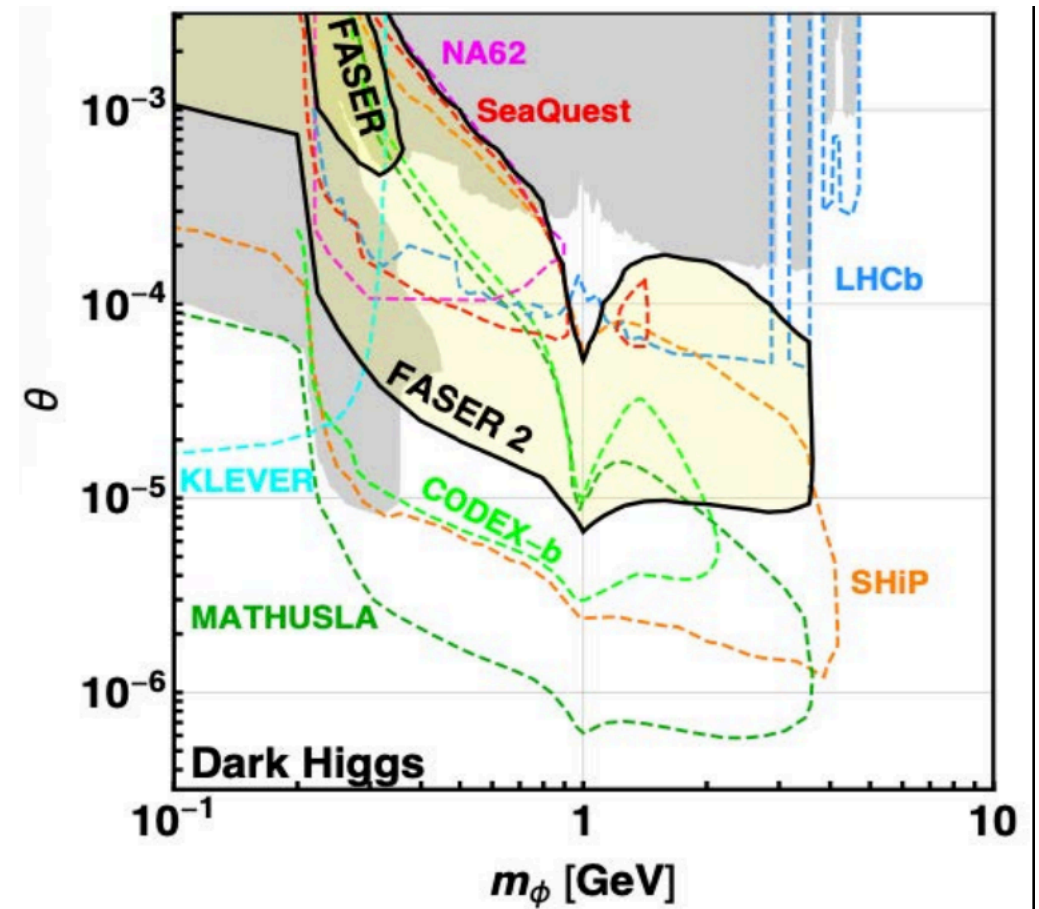 FASER
NA62
SeaQuest
10⁻³
LHCb
10⁻⁴
θ
FASER 2
KLEVER
10⁻⁵
CODEX-b
SHiP
MATHUSLA
10⁻⁶
Dark Higgs
10⁻¹
1
10
m_ϕ [GeV]